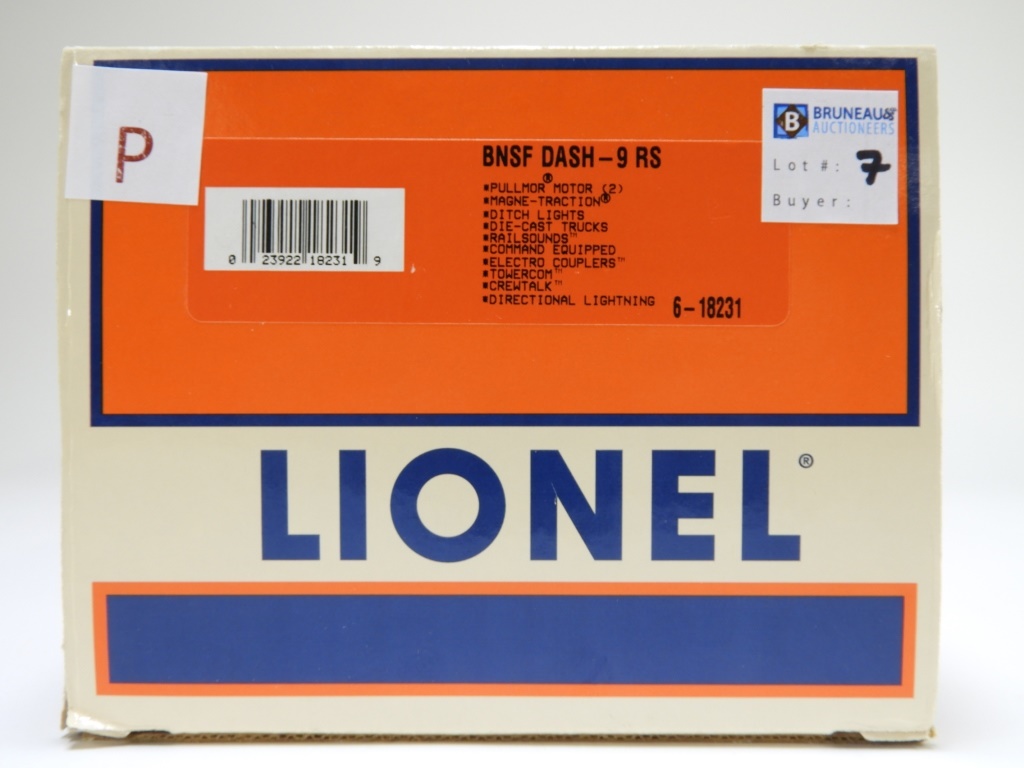 P
B BRUNEAU&
AUCTIONEERS
Lot #: 7
Buyer:
BNSF DASH-9 RS
■PULLMOR® MOTOR (2)
■MAGNE-TRACTION®
■DITCH LIGHTS
■DIE-CAST TRUCKS
■RAILSOUNDS™
■COMMAND EQUIPPED
■ELECTRO COUPLERS™
■TOWERCOM™
■CREWTALK™
■DIRECTIONAL LIGHTNING
6-18231
0 23922 18231 9
LIONEL®